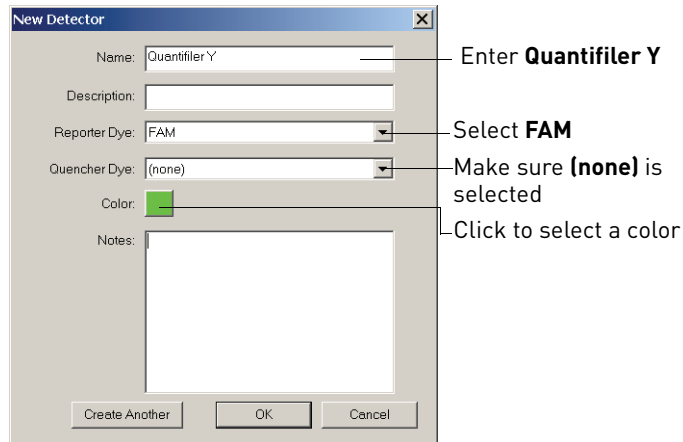 New Detector
Name: Quantifiler Y
Enter Quantifiler Y
Description:
Reporter Dye: FAM
Select FAM
Quencher Dye: (none)
Make sure (none) is
selected
Color:
Click to select a color
Notes:
Create Another OK Cancel